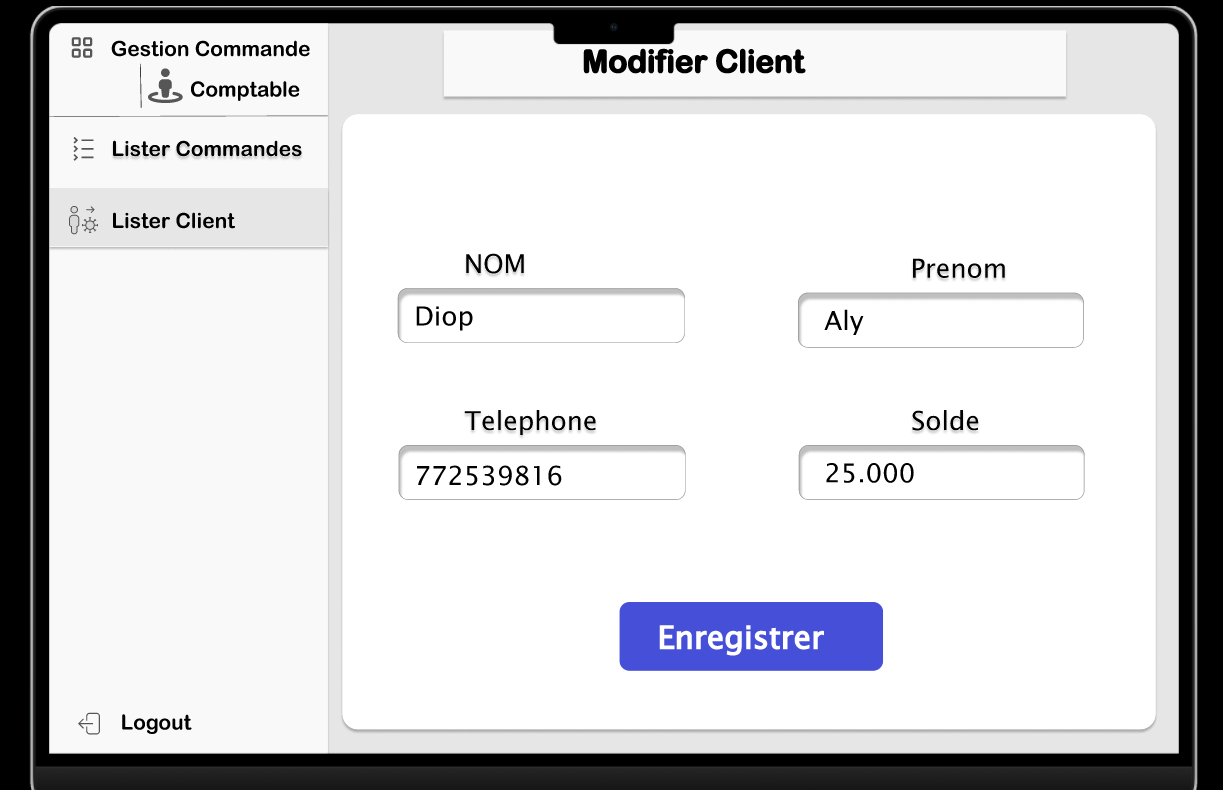 Gestion Commande
Comptable
Lister Commandes
Lister Client
Logout
Modifier Client
NOM
Prenom
Diop
Aly
Telephone
Solde
772539816
25.000
Enregistrer